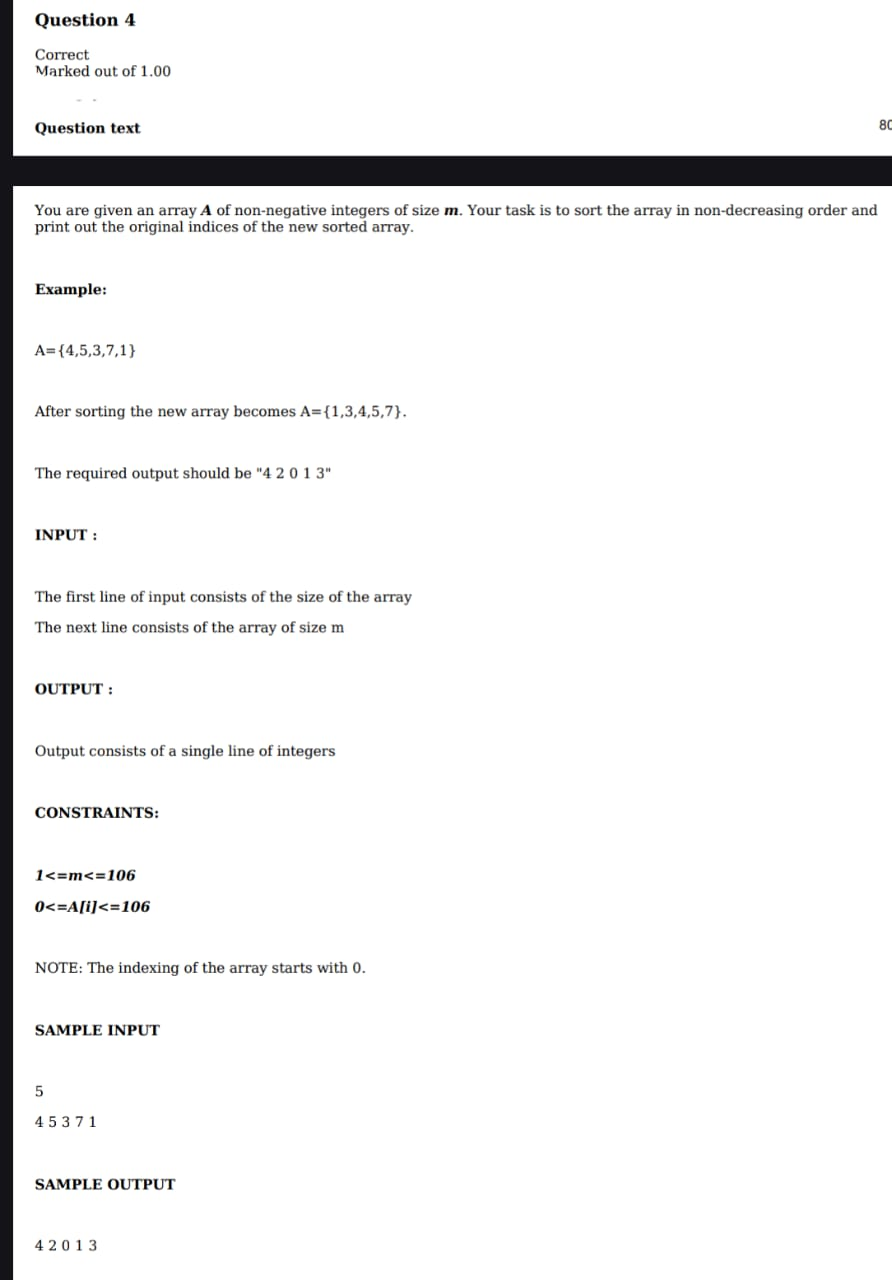 Question 4
Correct
Marked out of 1.00
Question text
80
You are given an array A of non-negative integers of size m. Your task is to sort the array in non-decreasing order and
print out the original indices of the new sorted array.
Example:
A={4,5,3,7,1}
After sorting the new array becomes A={1,3,4,5,7}.
The required output should be "4 2 0 1 3"
INPUT :
The first line of input consists of the size of the array
The next line consists of the array of size m
OUTPUT :
Output consists of a single line of integers
CONSTRAINTS:
1<=m<=106
0<=A[i]<=106
NOTE: The indexing of the array starts with 0.
SAMPLE INPUT
5
4 5 3 7 1
SAMPLE OUTPUT
4 2 0 1 3